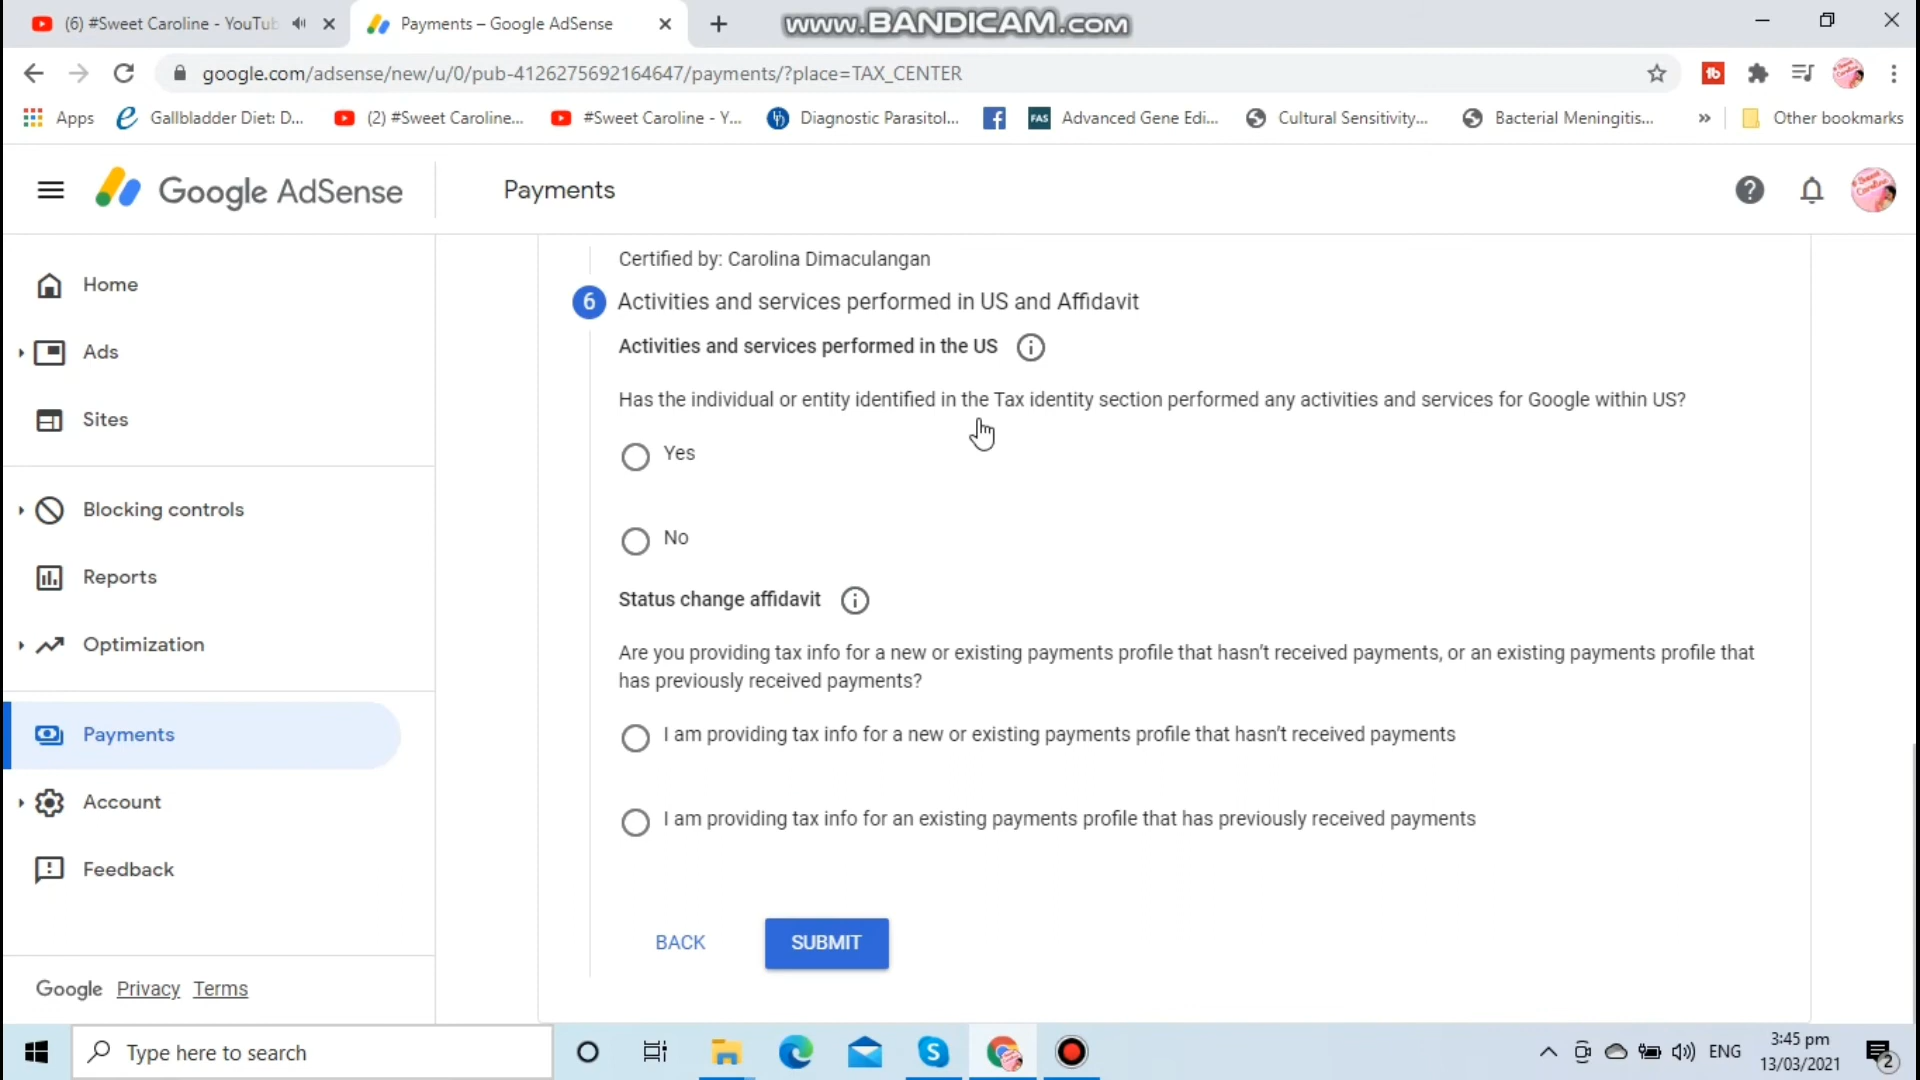 (6) #Sweet Caroline - YouTub
Payments – Google AdSense
www.BANDICAM.com
google.com/adsense/new/u/0/pub-4126275692164647/payments/?place=TAX_CENTER
Apps
Gallbladder Diet: D...
(2) #Sweet Caroline...
#Sweet Caroline - Y...
Diagnostic Parasitol...
FAS
Advanced Gene Edi...
Cultural Sensitivity...
Bacterial Meningitis...
»
Other bookmarks
Google AdSense
Payments
Home
Ads
Sites
Blocking controls
Reports
Optimization
Payments
Account
Feedback
Google Privacy Terms
Certified by: Carolina Dimaculangan
6 Activities and services performed in US and Affidavit
Activities and services performed in the US
Has the individual or entity identified in the Tax identity section performed any activities and services for Google within US?
Yes
No
Status change affidavit
Are you providing tax info for a new or existing payments profile that hasn't received payments, or an existing payments profile that
has previously received payments?
I am providing tax info for a new or existing payments profile that hasn't received payments
I am providing tax info for an existing payments profile that has previously received payments
BACK
SUBMIT
Type here to search
ENG
3:45 pm
13/03/2021
2